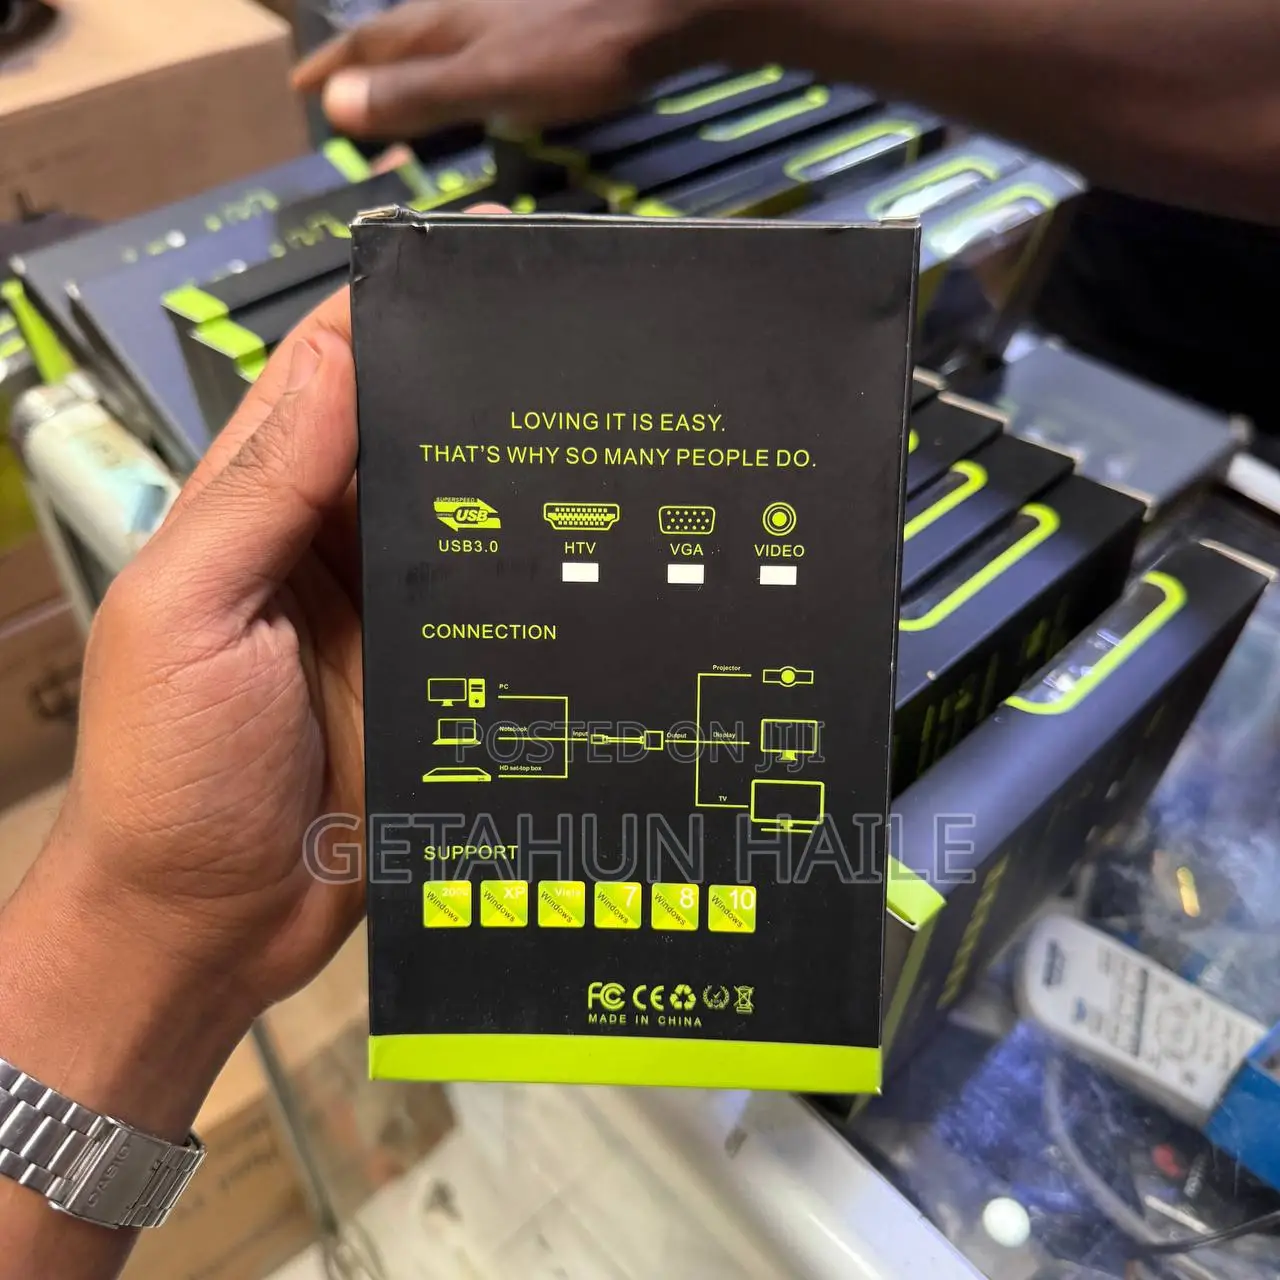 LOVING IT IS EASY.
THAT'S WHY SO MANY PEOPLE DO.
SUPERSPEED
USB
USB3.0 HTV VGA VIDEO
CONNECTION
Projector
PC
Notebook Input Output Display
POSTED ON JIJI
HD set-top box
TV
GETAHUN HAILE
SUPPORT
Windows XP Vista 7 8 10
Windows Windows Windows Windows Windows
FC CE
MADE IN CHINA
CASIO